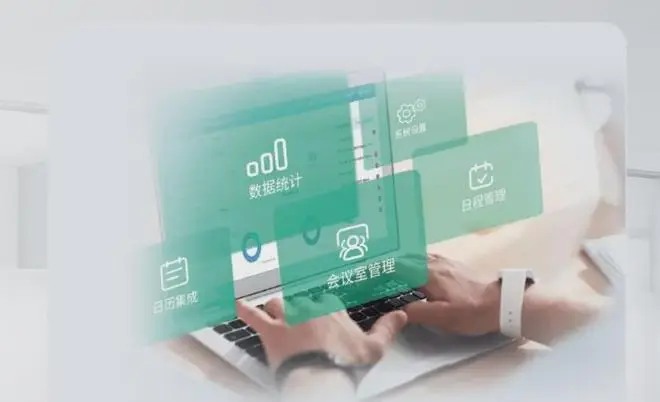 系统设置
数据统计
日程管理
会议室管理
日历集成